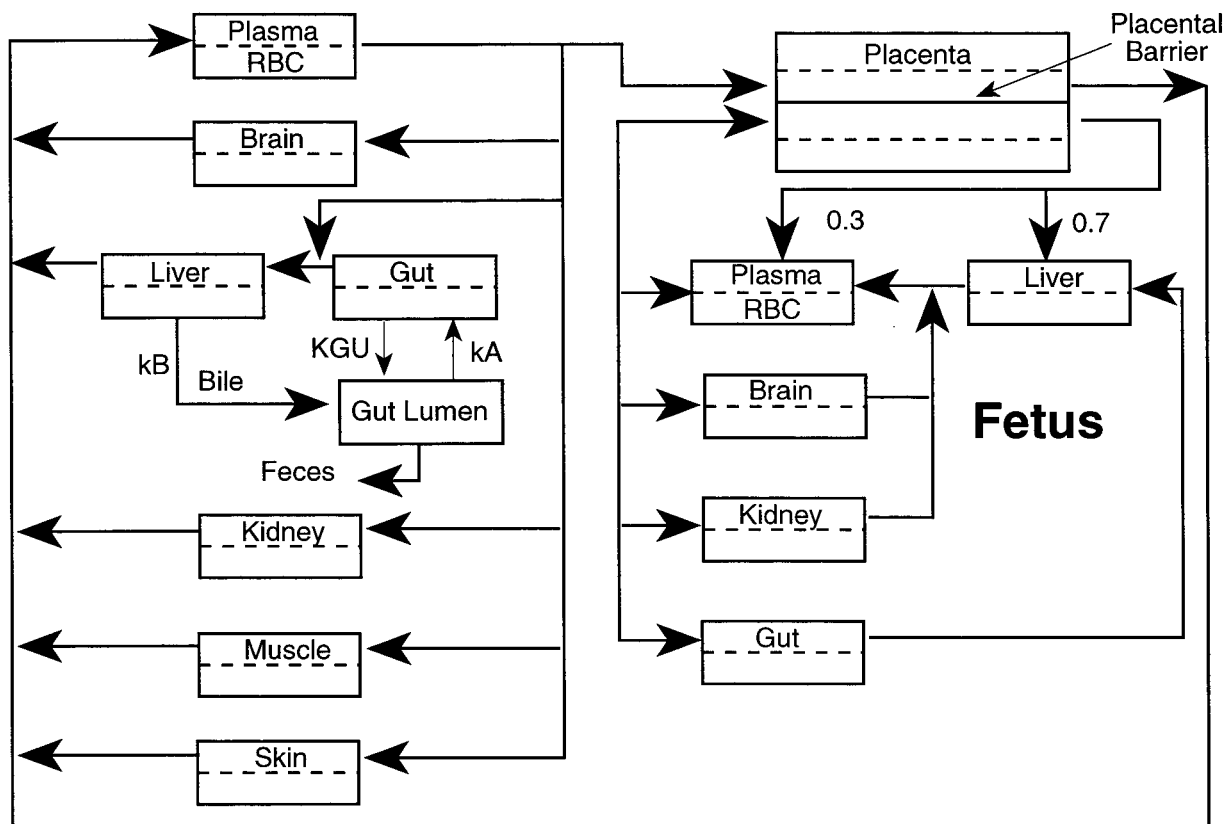 Plasma
RBC
Brain
Liver
Gut
KGU
kA
kB
Bile
Gut Lumen
Feces
Kidney
Muscle
Skin
Placental
Barrier
Placenta
0.3
0.7
Plasma
RBC
Liver
Brain
Fetus
Kidney
Gut